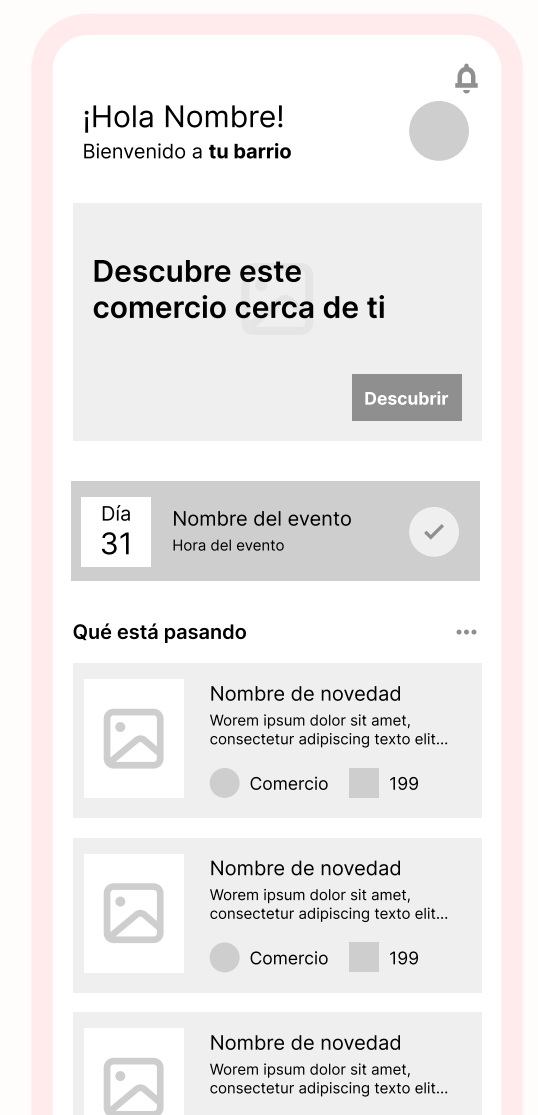 ¡Hola Nombre!
Bienvenido a tu barrio
Descubre este
comercio cerca de ti
Descubrir
Día
31
Nombre del evento
Hora del evento
Qué está pasando
Nombre de novedad
Worem ipsum dolor sit amet,
consectetur adipiscing texto elit...
Comercio 199
Nombre de novedad
Worem ipsum dolor sit amet,
consectetur adipiscing texto elit...
Comercio 199
Nombre de novedad
Worem ipsum dolor sit amet,
consectetur adipiscing texto elit...